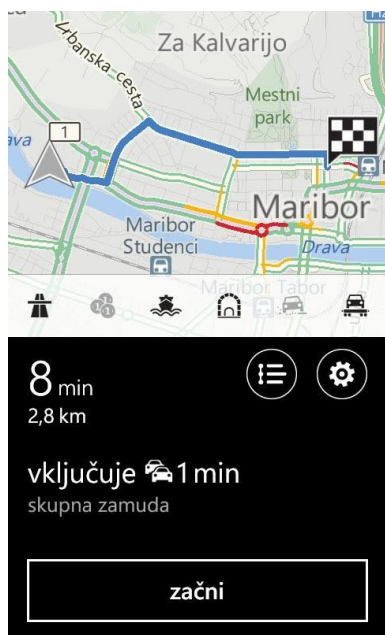 Urbanska cesta
Za Kalvarijo
Mestni
park
1
Maribor
Maribor
Studenci
Drava
Maribor Tabor
8 min
2,8 km
vključuje 1 min
skupna zamuda
začni